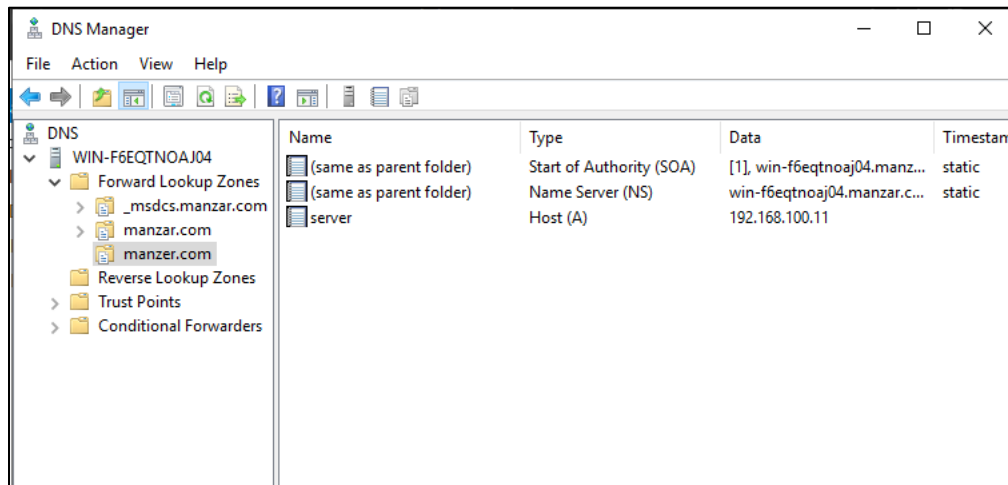 DNS Manager
File Action View Help
DNS
WIN-F6EQTNOAJ04
Forward Lookup Zones
_msdcs.manzar.com
manzar.com
manzer.com
Reverse Lookup Zones
Trust Points
Conditional Forwarders
Name Type Data Timestam
(same as parent folder) Start of Authority (SOA) [1], win-f6eqtnoaj04.manz... static
(same as parent folder) Name Server (NS) win-f6eqtnoaj04.manzar.c... static
server Host (A) 192.168.100.11